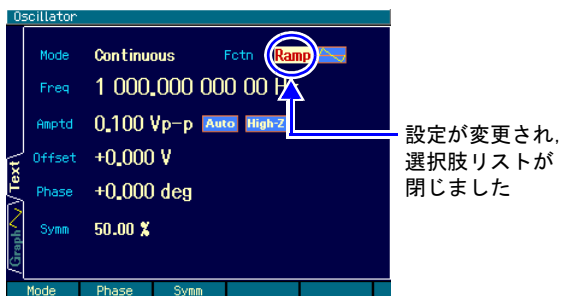 Oscillator
Mode Continuous Fctn Ramp
Freq 1 000.000 000 00 H
Amptd 0.100 Vp-p Auto High-Z
Offset +0.000 V
Phase +0.000 deg
Symm 50.00 %
Text
Graph
Mode Phase Symm
設定が変更され,
選択肢リストが
閉じました